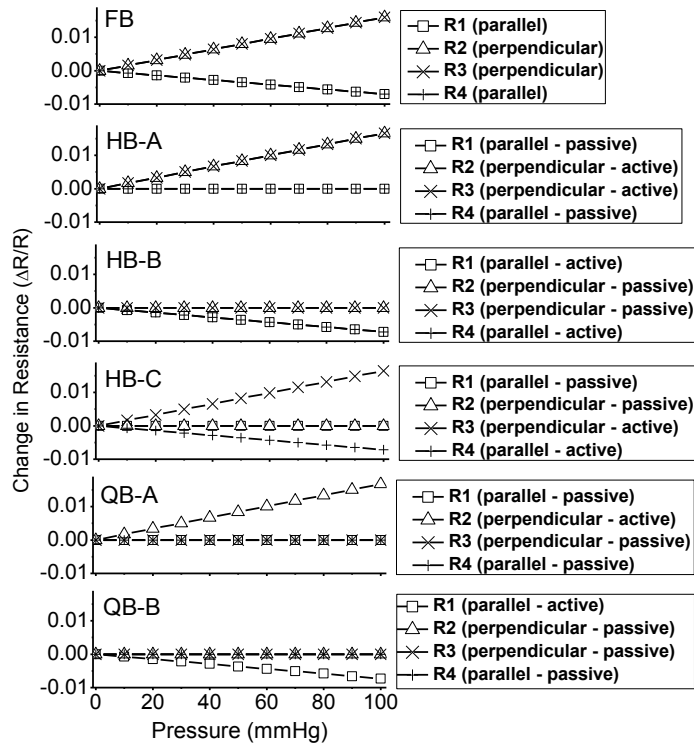 FB
0.01
0.00
-0.01
R1 (parallel)
R2 (perpendicular)
R3 (perpendicular)
R4 (parallel)
HB-A
0.01
0.00
-0.01
R1 (parallel - passive)
R2 (perpendicular - active)
R3 (perpendicular - active)
R4 (parallel - passive)
HB-B
0.01
0.00
-0.01
R1 (parallel - active)
R2 (perpendicular - passive)
R3 (perpendicular - passive)
R4 (parallel - active)
HB-C
0.01
0.00
-0.01
R1 (parallel - passive)
R2 (perpendicular - passive)
R3 (perpendicular - active)
R4 (parallel - active)
QB-A
0.01
0.00
-0.01
R1 (parallel - passive)
R2 (perpendicular - active)
R3 (perpendicular - passive)
R4 (parallel - passive)
QB-B
0.01
0.00
-0.01
R1 (parallel - active)
R2 (perpendicular - passive)
R3 (perpendicular - passive)
R4 (parallel - passive)
0 20 40 60 80 100
Pressure (mmHg)
Change in Resistance (ΔR/R)